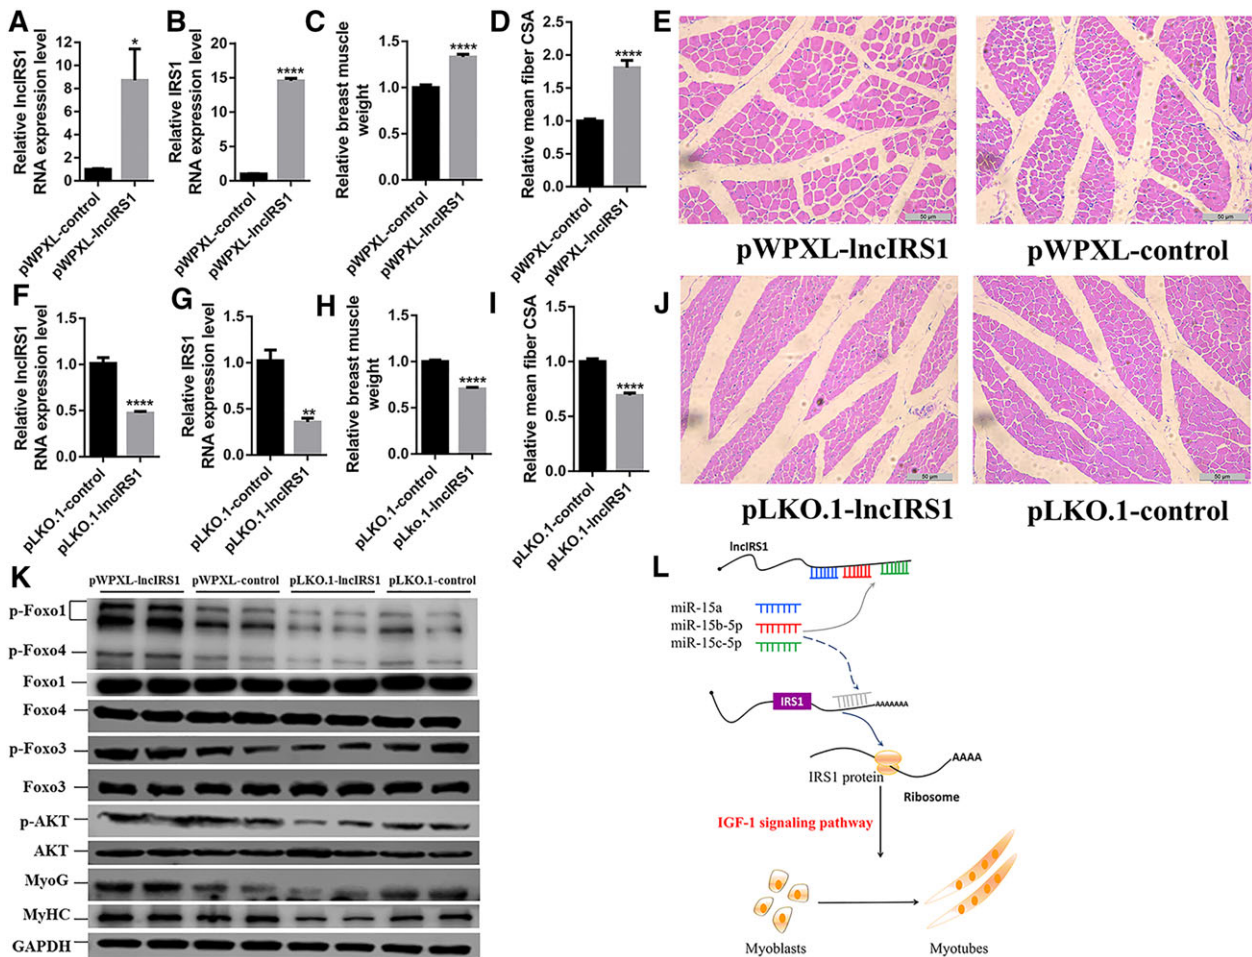 A
Relative lncIRS1
RNA expression level
12
10
8
6
4
2
0
*
pWPXL-control
pWPXL-lncIRS1
B
Relative IRS1
RNA expression level
20
15
10
5
0
****
pWPXL-control
pWPXL-lncIRS1
C
Relative breast muscle
weight
1.5
1.0
0.5
0.0
****
pWPXL-control
pWPXL-lncIRS1
D
Relative mean fiber CSA
2.5
2.0
1.5
1.0
0.5
0.0
****
pWPXL-control
pWPXL-lncIRS1
E
50 μm
50 μm
pWPXL-lncIRS1
pWPXL-control
F
Relative lncIRS1
RNA expression level
1.5
1.0
0.5
0.0
****
pLKO.1-control
pLKO.1-lncIRS1
G
Relative IRS1
RNA expression level
1.5
1.0
0.5
0.0
**
pLKO.1-control
pLKO.1-lncIRS1
H
Relative breast muscle
weight
1.5
1.0
0.5
0.0
****
pLKO.1-control
pLKo.1-lncIRS1
I
Relative mean fiber CSA
1.5
1.0
0.5
0.0
****
pLKO.1-control
pLKO.1-lncIRS1
J
50 μm
50 μm
pLKO.1-lncIRS1
pLKO.1-control
K
pWPXL-lncIRS1
pWPXL-control
pLKO.1-lncIRS1
pLKO.1-control
p-Foxo1
p-Foxo4
Foxo1
Foxo4
p-Foxo3
Foxo3
p-AKT
AKT
MyoG
MyHC
GAPDH
L
lncIRS1
miR-15a
miR-15b-5p
miR-15c-5p
IRS1
AAAAAAA
AAAA
IRS1 protein
Ribosome
IGF-1 signaling pathway
Myoblasts
Myotubes